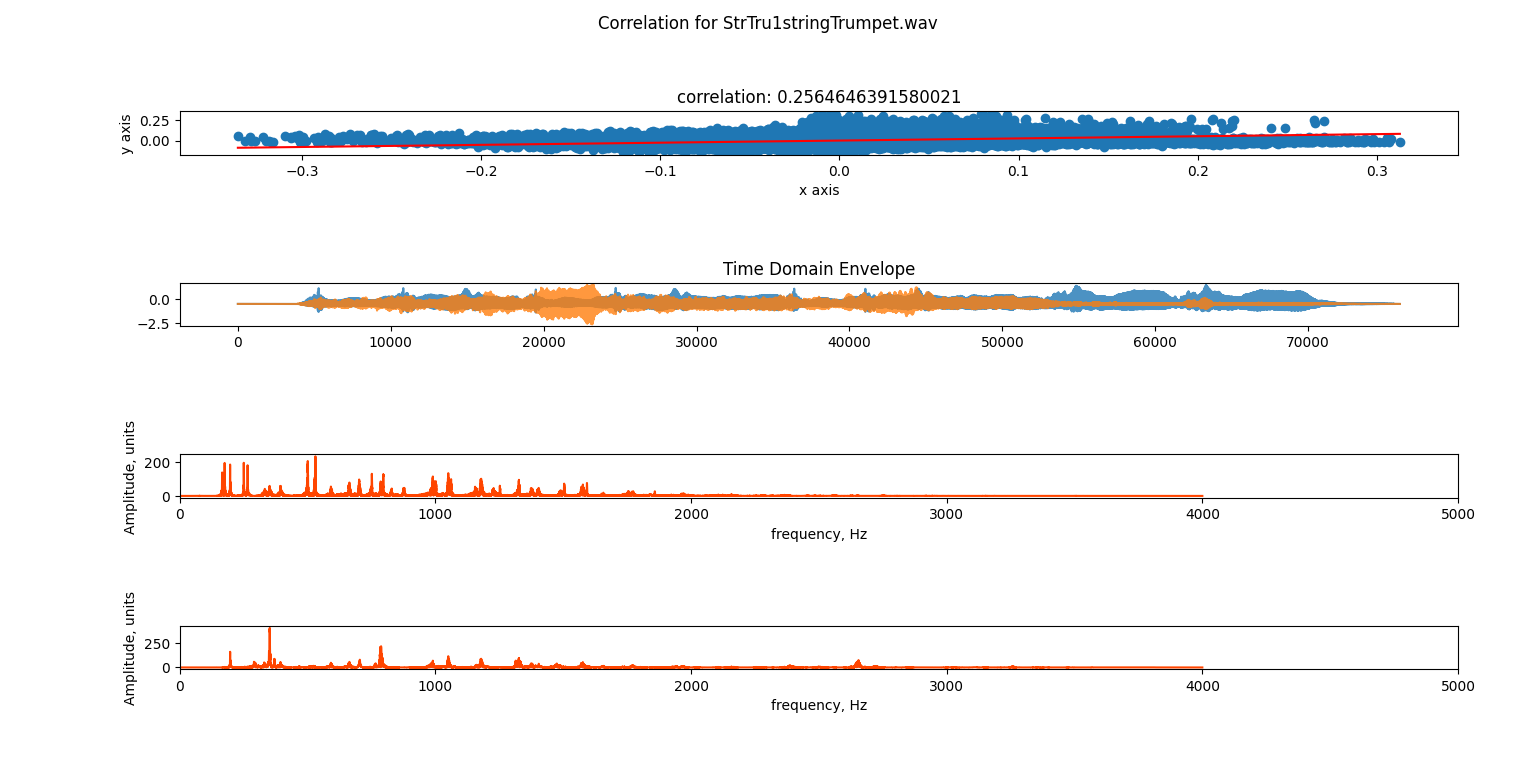 Correlation for StrTru1stringTrumpet.wav
correlation: 0.2564646391580021
y axis
0.25
0.00
−0.3 −0.2 −0.1 0.0 0.1 0.2 0.3
x axis
Time Domain Envelope
0.0
−2.5
0 10000 20000 30000 40000 50000 60000 70000
Amplitude, units
200
0
0 1000 2000 3000 4000 5000
frequency, Hz
Amplitude, units
250
0
0 1000 2000 3000 4000 5000
frequency, Hz